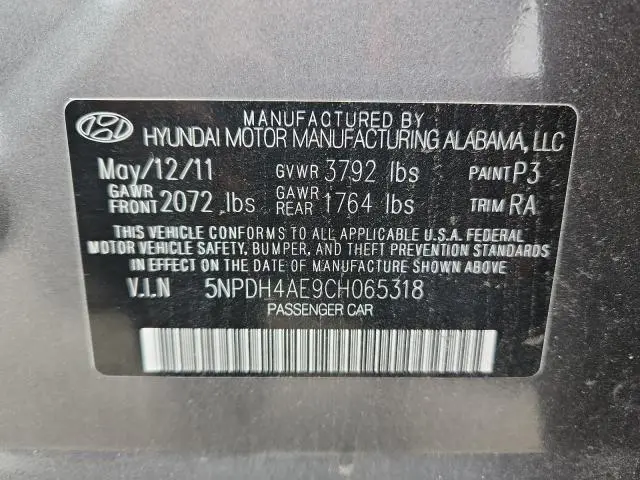 MANUFACTURED BY
HYUNDAI MOTOR MANUFACTURING ALABAMA, LLC
May/12/11 GVWR 3792 lbs PAINT P3
GAWR FRONT 2072 lbs GAWR REAR 1764 lbs TRIM RA
THIS VEHICLE CONFORMS TO ALL APPLICABLE U.S.A. FEDERAL
MOTOR VEHICLE SAFETY, BUMPER, AND THEFT PREVENTION STANDARDS
IN EFFECT ON THE DATE OF MANUFACTURE SHOWN ABOVE.
V.I.N 5NPDH4AE9CH065318
PASSENGER CAR